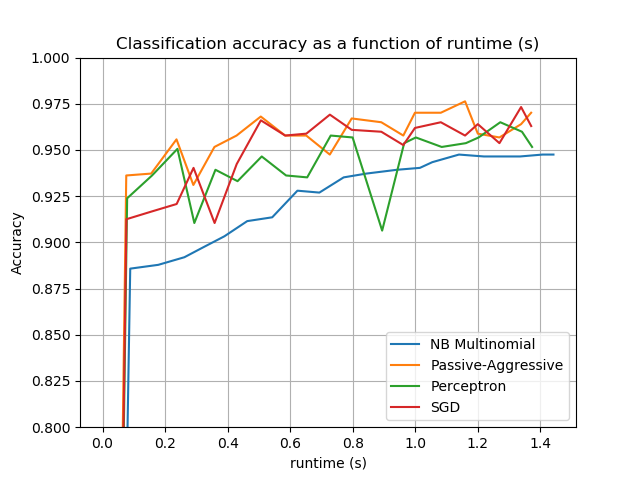 Classification accuracy as a function of runtime (s)
1.000
0.975
0.950
0.925
0.900
0.875
0.850
0.825
0.800
Accuracy
NB Multinomial
Passive-Aggressive
Perceptron
SGD
0.0 0.2 0.4 0.6 0.8 1.0 1.2 1.4
runtime (s)